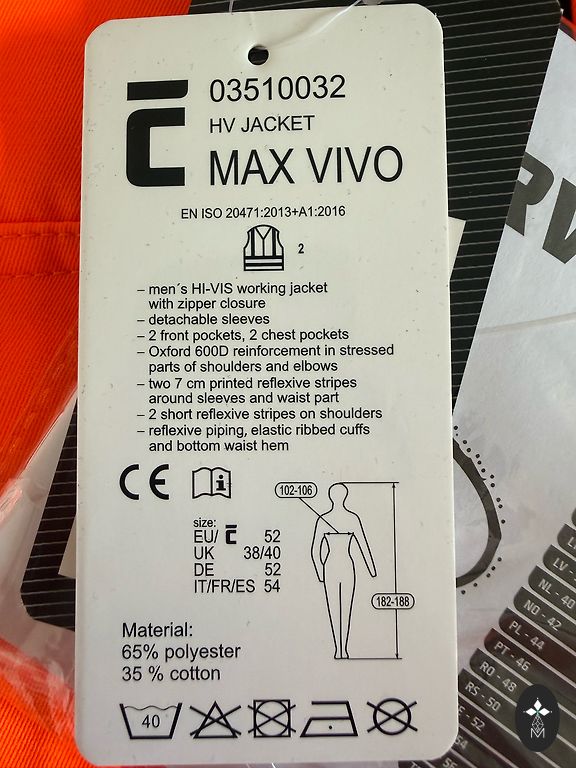 03510032
HV JACKET
MAX VIVO
EN ISO 20471:2013+A1:2016
2
– men´s HI-VIS working jacket
with zipper closure
– detachable sleeves
– 2 front pockets, 2 chest pockets
– Oxford 600D reinforcement in stressed
parts of shoulders and elbows
– two 7 cm printed reflexive stripes
around sleeves and waist part
– 2 short reflexive stripes on shoulders
– reflexive piping, elastic ribbed cuffs
and bottom waist hem
CE
i
102-106
size:
EU/ 52
UK 38/40
DE 52
IT/FR/ES 54
182-188
Material:
65% polyester
35 % cotton
40
RV
LV -
NL - 40
NO - 42
PL - 44
PT - 46
RO - 48
RS - 50
- 52
54
M